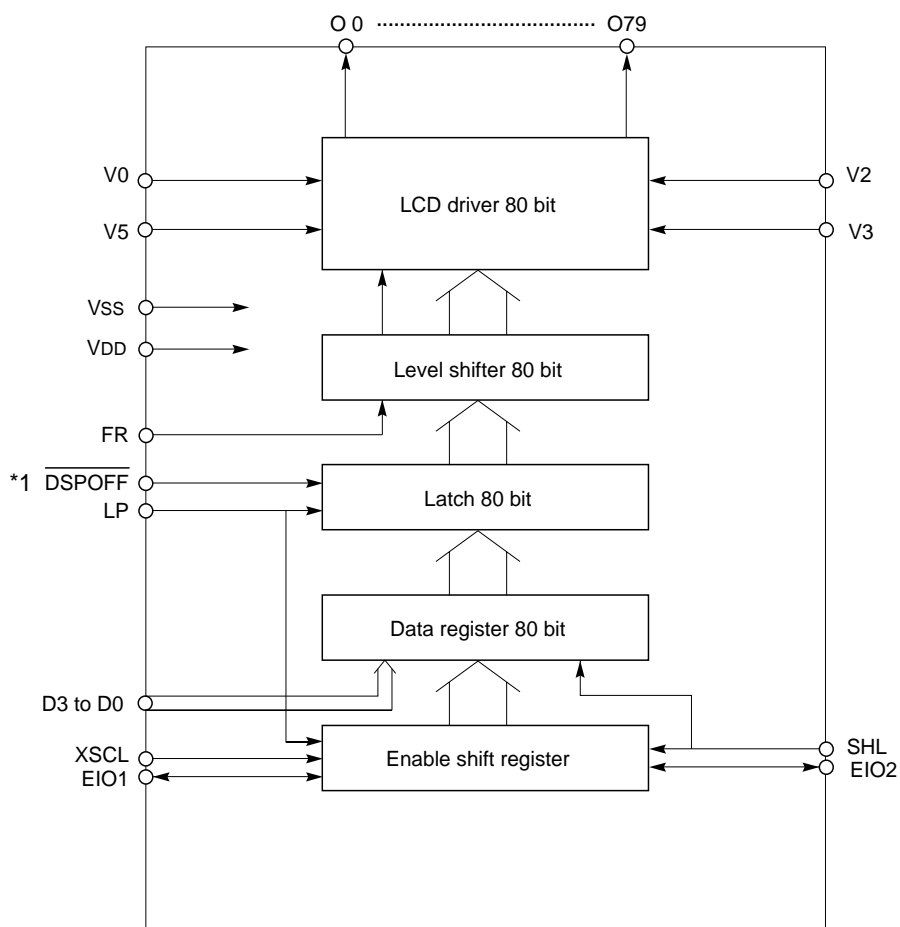 O 0 ........................ O79
V0
V2
LCD driver 80 bit
V5
V3
VSS
VDD
Level shifter 80 bit
FR
*1 DSPOFF
Latch 80 bit
LP
Data register 80 bit
D3 to D0
XSCL
SHL
Enable shift register
EIO1
EIO2